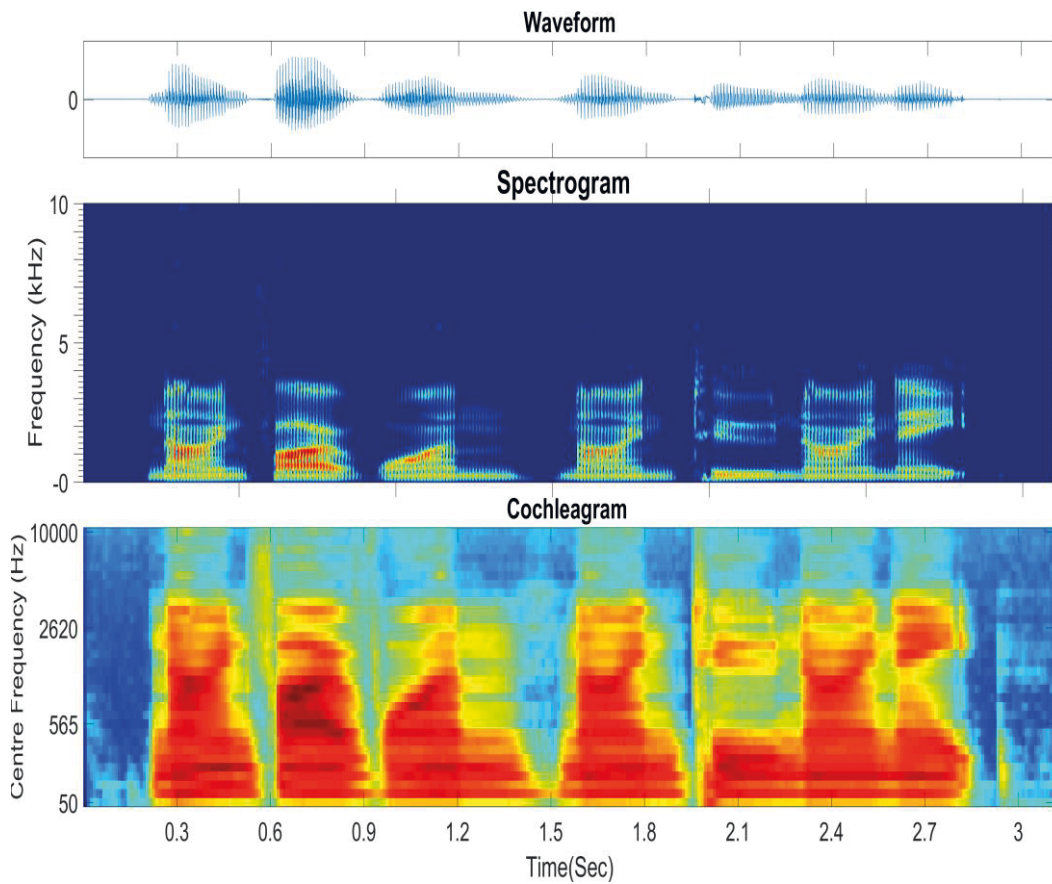 Waveform
0
Spectrogram
10
5
-0
Frequency (kHz)
Cochleagram
10000
2620
565
50
Centre Frequency (Hz)
0.3 0.6 0.9 1.2 1.5 1.8 2.1 2.4 2.7 3
Time(Sec)